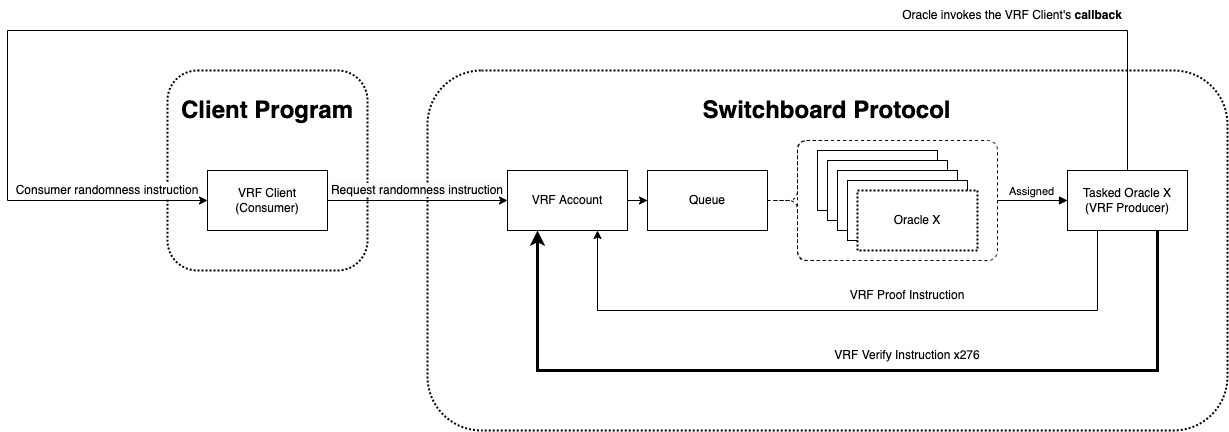 Oracle invokes the VRF Client's callback
Client Program
Switchboard Protocol
Consumer randomness instruction
VRF Client
(Consumer)
Request randomness instruction
VRF Account
Queue
Oracle X
Assigned
Tasked Oracle X
(VRF Producer)
VRF Proof Instruction
VRF Verify Instruction x276